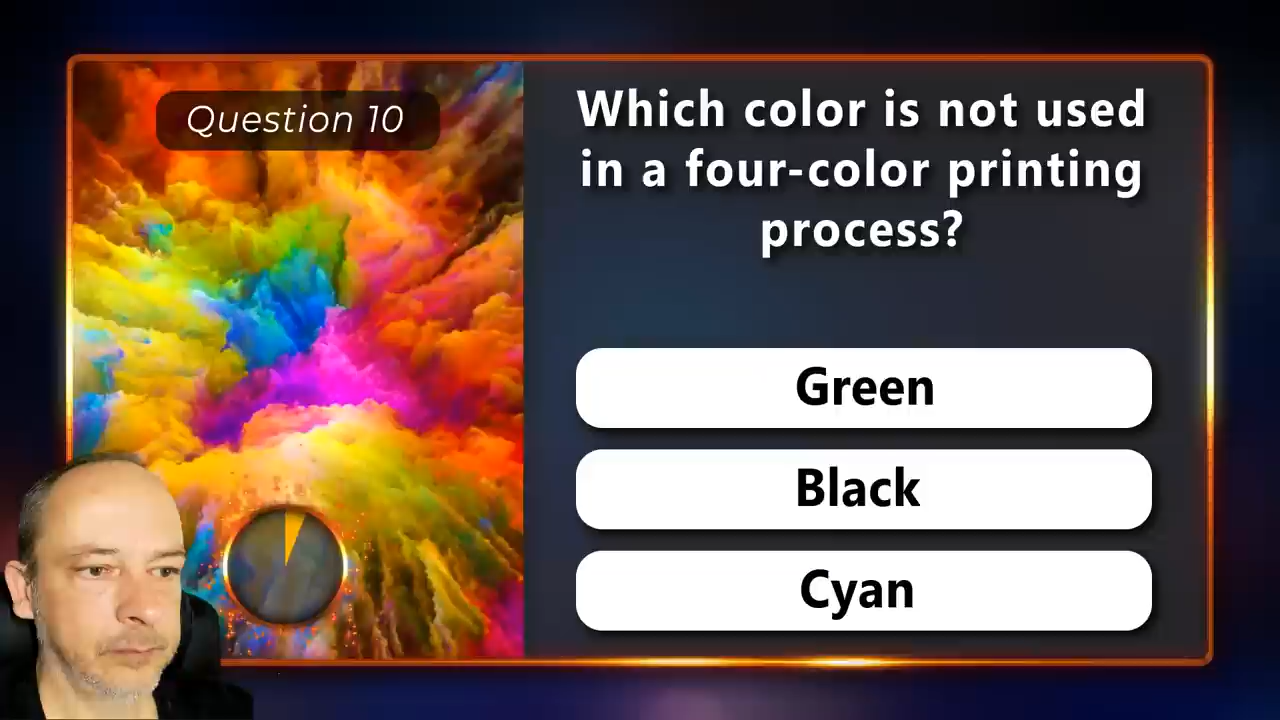 Question 10
Which color is not used
in a four-color printing
process?
Green
Black
Cyan